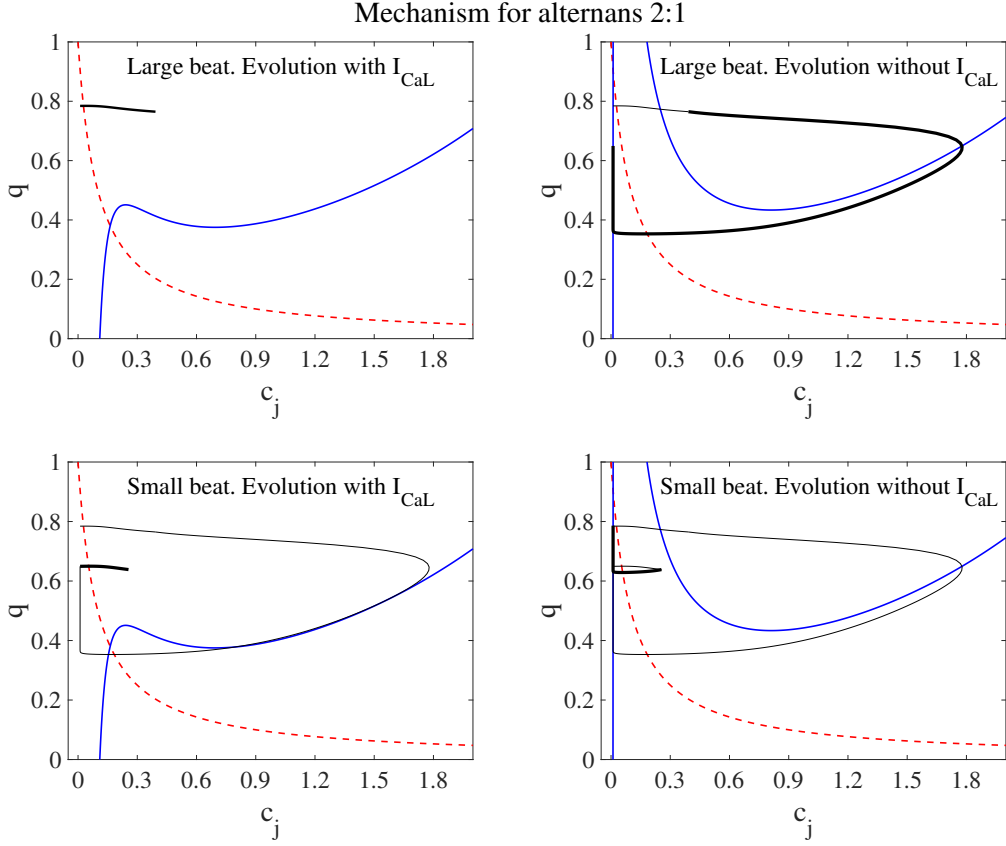 Mechanism for alternans 2:1
Large beat. Evolution with I_CaL
q
1
0.8
0.6
0.4
0.2
0
0 0.3 0.6 0.9 1.2 1.5 1.8
c_j
Large beat. Evolution without I_CaL
q
1
0.8
0.6
0.4
0.2
0
0 0.3 0.6 0.9 1.2 1.5 1.8
c_j
Small beat. Evolution with I_CaL
q
1
0.8
0.6
0.4
0.2
0
0 0.3 0.6 0.9 1.2 1.5 1.8
c_j
Small beat. Evolution without I_CaL
q
1
0.8
0.6
0.4
0.2
0
0 0.3 0.6 0.9 1.2 1.5 1.8
c_j